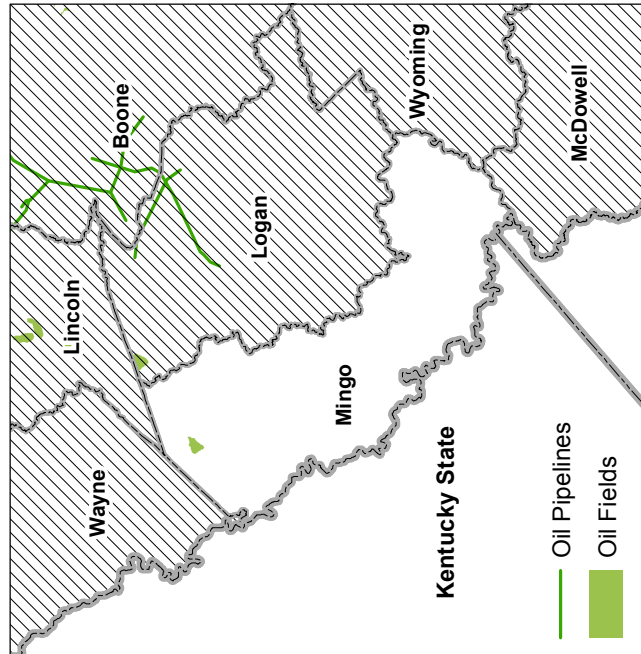 Wayne
Lincoln
Boone
Logan
Mingo
Wyoming
McDowell
Kentucky State
Oil Pipelines
Oil Fields